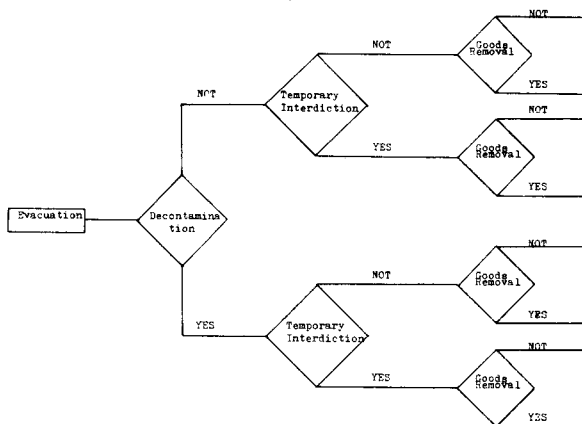 NOT
Goods
Removal
NOT
YES
Temporary
Interdiction
NOT
NOT
YES
Goods
Removal
YES
Evacuation
Decontamina
tion
NOT
NOT
Goods
Removal
YES
YES
Temporary
Interdiction
NOT
YES
Goods
Removal
YES